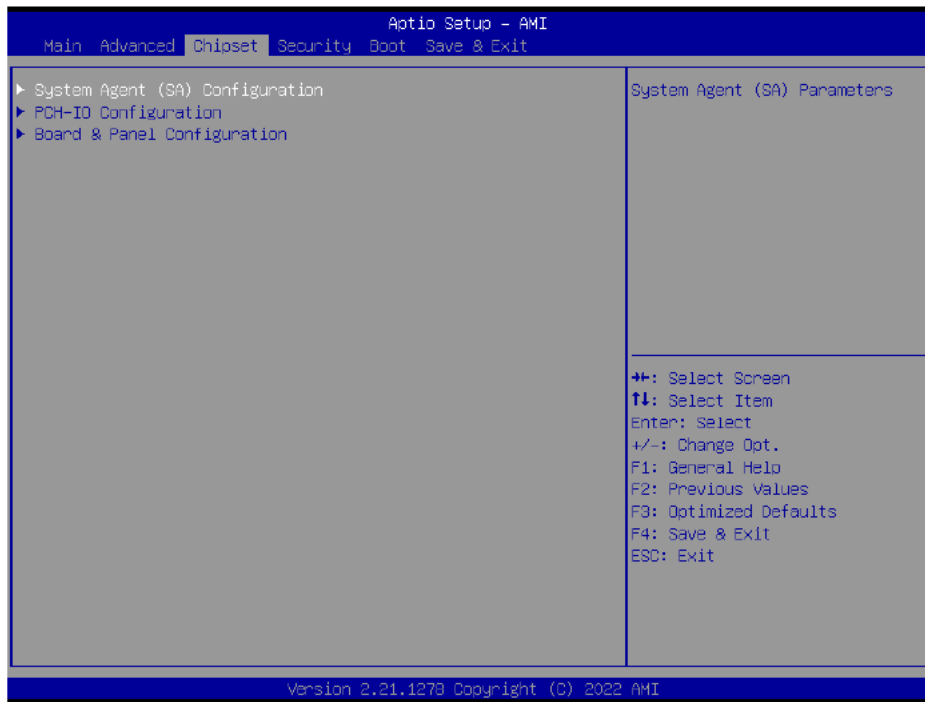 Aptio Setup – AMI
Main Advanced Chipset Security Boot Save & Exit
▶ System Agent (SA) Configuration
▶ PCH-IO Configuration
▶ Board & Panel Configuration
System Agent (SA) Parameters
→←: Select Screen
↑↓: Select Item
Enter: Select
+/-: Change Opt.
F1: General Help
F2: Previous Values
F3: Optimized Defaults
F4: Save & Exit
ESC: Exit
Version 2.21.1278 Copyright (C) 2022 AMI